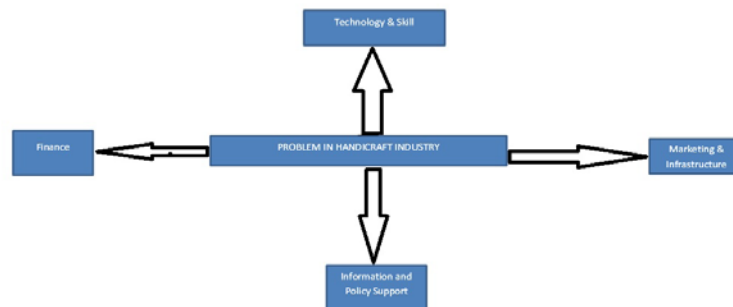 Technology & Skill
Finance
PROBLEM IN HANDICRAFT INDUSTRY
Marketing &
Infrastructure
Information and
Policy Support